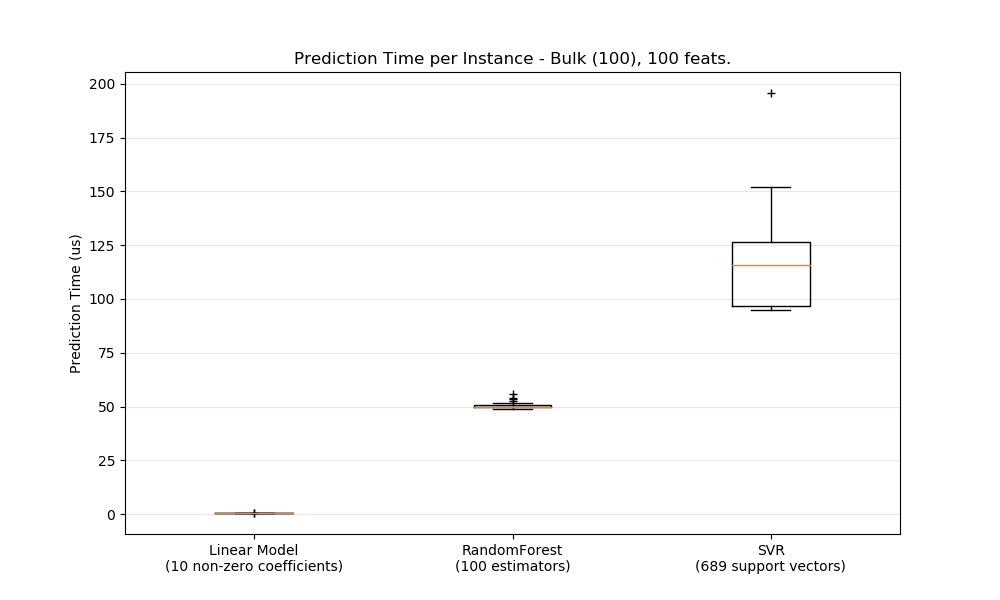 Prediction Time per Instance - Bulk (100), 100 feats.
200
175
150
125
100
75
50
25
0
Prediction Time (us)
Linear Model
(10 non-zero coefficients)
RandomForest
(100 estimators)
SVR
(689 support vectors)